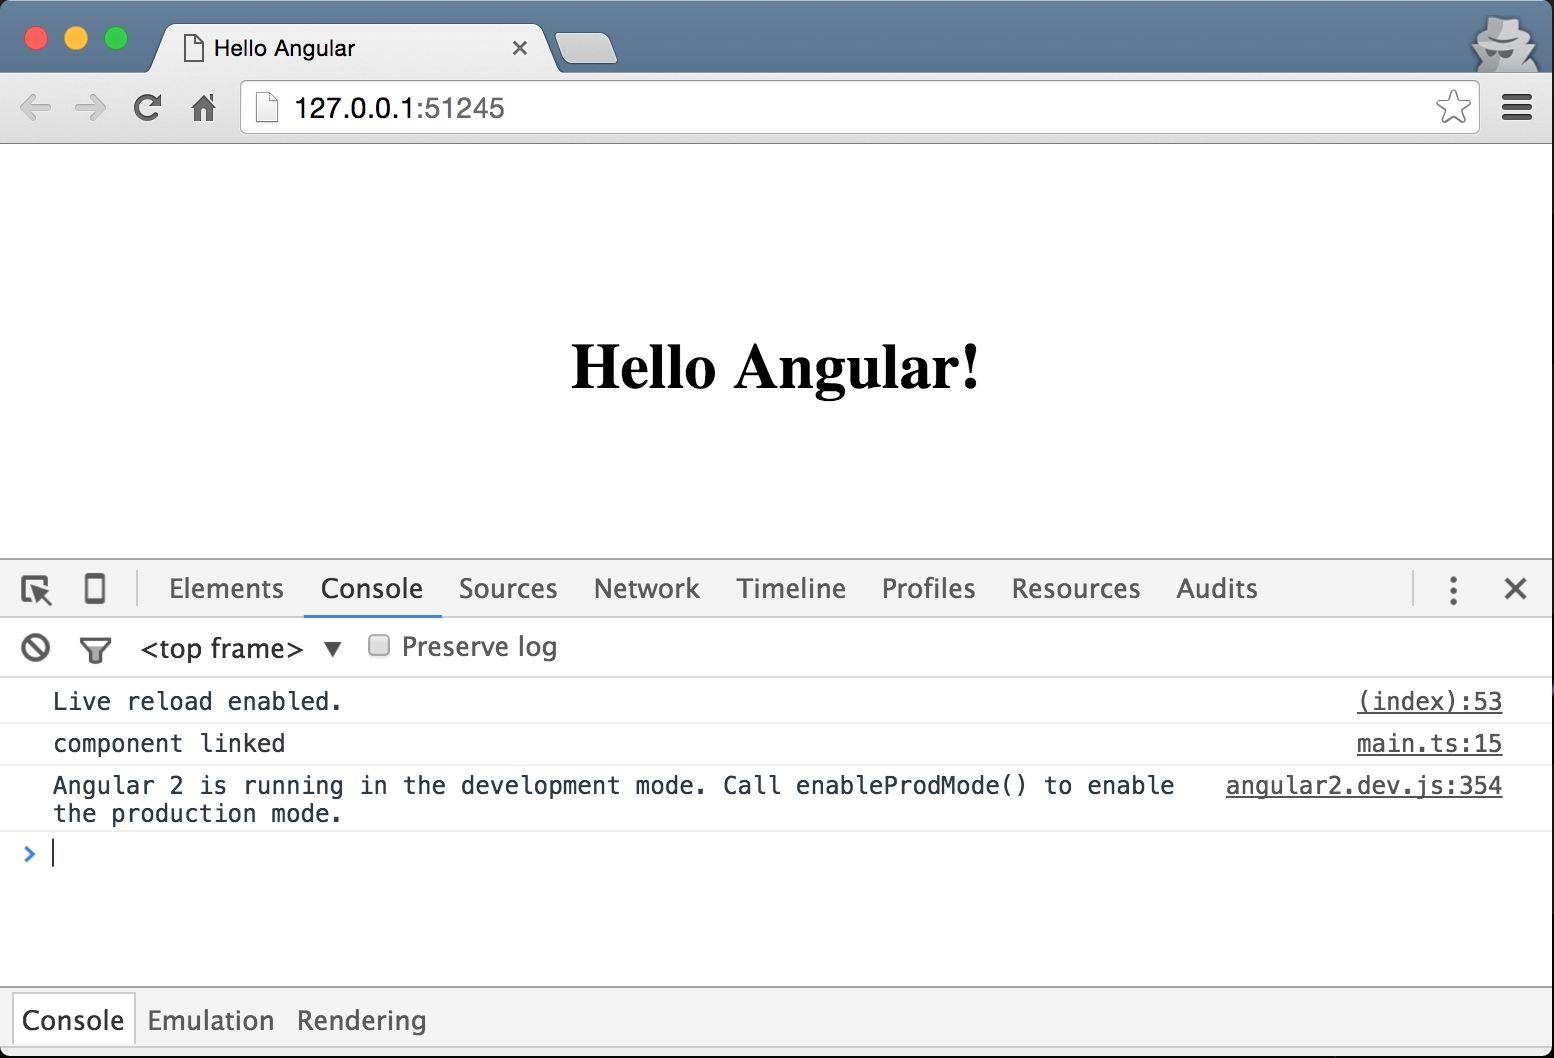 Hello Angular
127.0.0.1:51245
Hello Angular!
Elements Console Sources Network Timeline Profiles Resources Audits
<top frame> ▼ Preserve log
Live reload enabled. (index):53
component linked main.ts:15
Angular 2 is running in the development mode. Call enableProdMode() to enable angular2.dev.js:354
the production mode.
Console Emulation Rendering